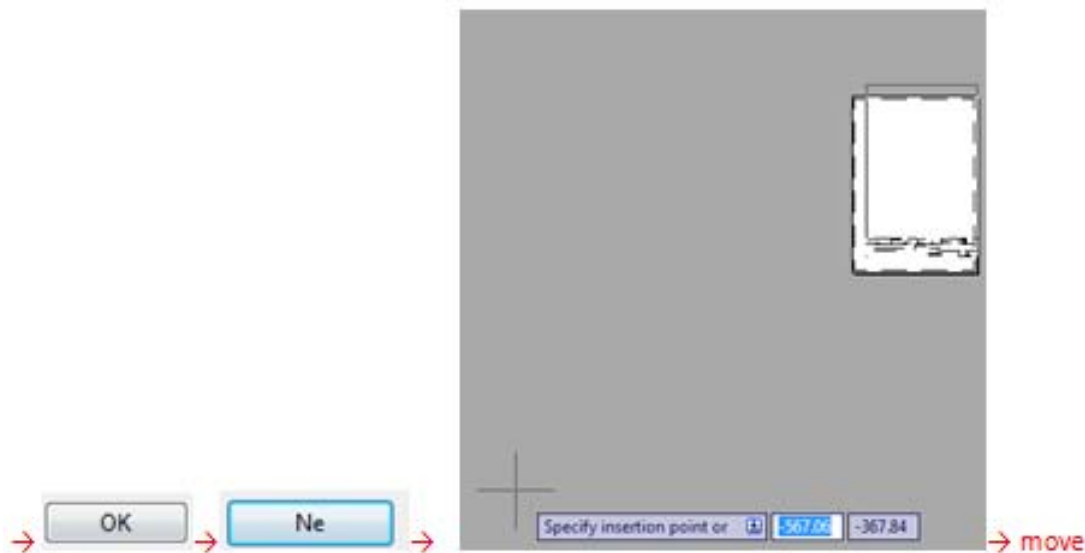 → OK → Ne → Specify insertion point or -567.06 -367.84 → move